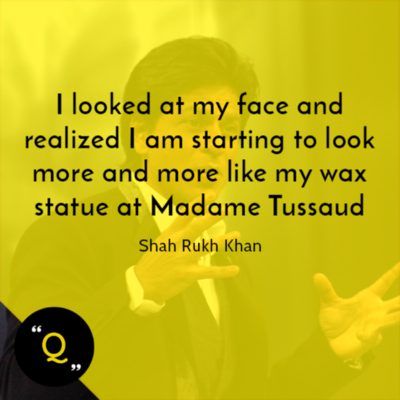 I looked at my face and
realized I am starting to look
more and more like my wax
statue at Madame Tussaud
Shah Rukh Khan
“Q„